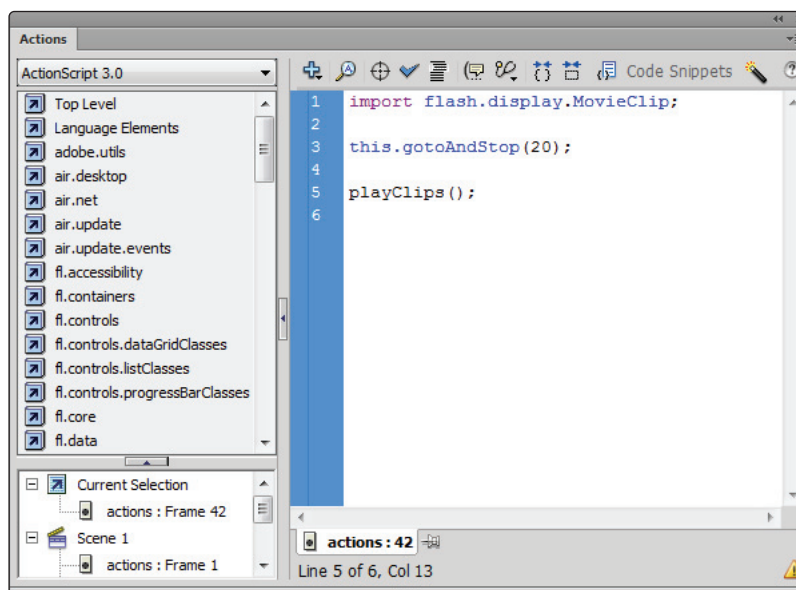 Actions
ActionScript 3.0
Top Level
Language Elements
adobe.utils
air.desktop
air.net
air.update
air.update.events
fl.accessibility
fl.containers
fl.controls
fl.controls.dataGridClasses
fl.controls.listClasses
fl.controls.progressBarClasses
fl.core
fl.data
Current Selection
actions : Frame 42
Scene 1
actions : Frame 1
Code Snippets
1 import flash.display.MovieClip;
2
3 this.gotoAndStop(20);
4
5 playClips();
6
actions : 42
Line 5 of 6, Col 13